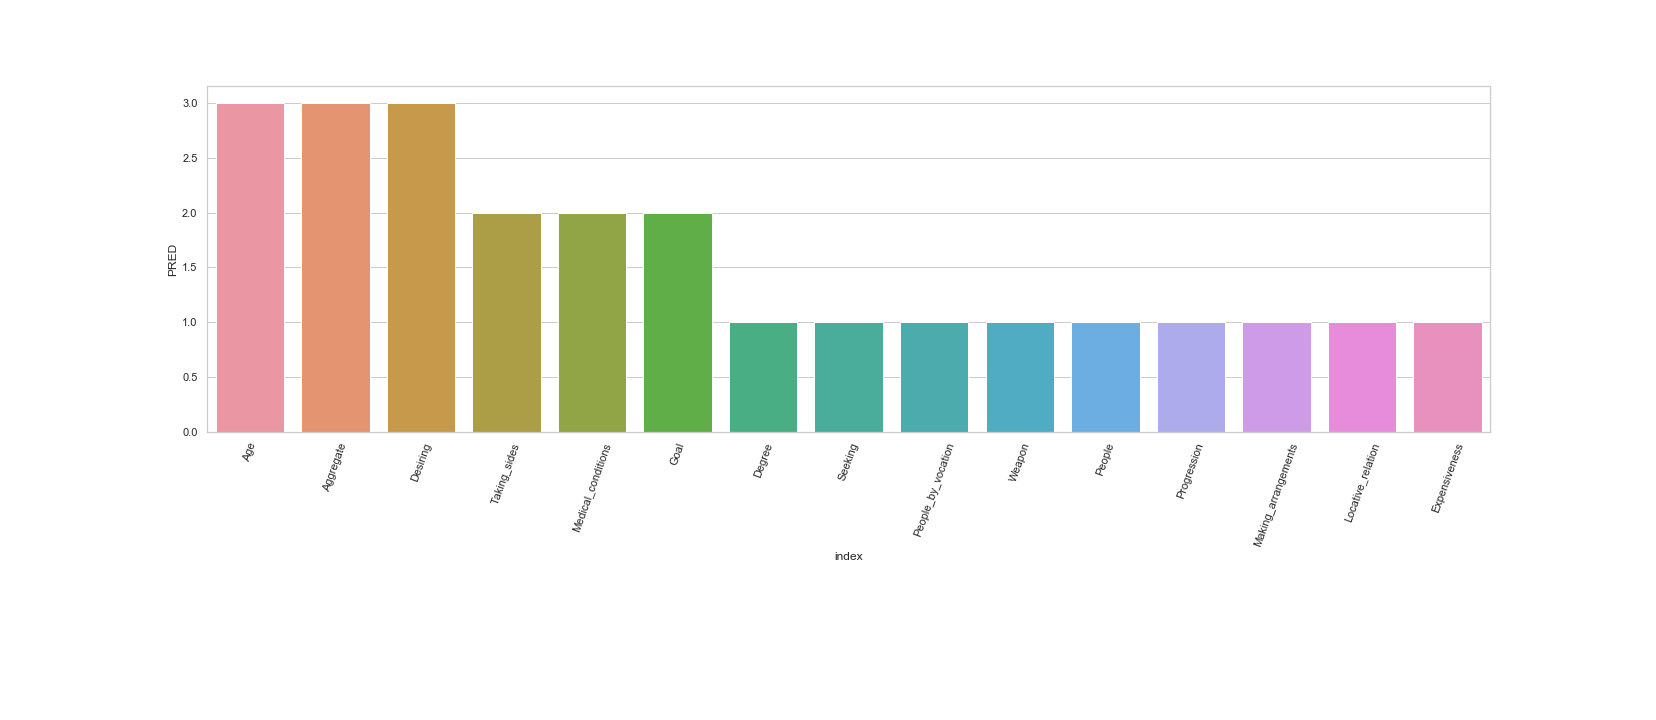 3.0
2.5
2.0
1.5
1.0
0.5
0.0
PRED
Age
Aggregate
Desiring
Taking_sides
Medical_conditions
Goal
Degree
Seeking
People_by_vocation
Weapon
People
Progression
Making_arrangements
Locative_relation
Expensiveness
index